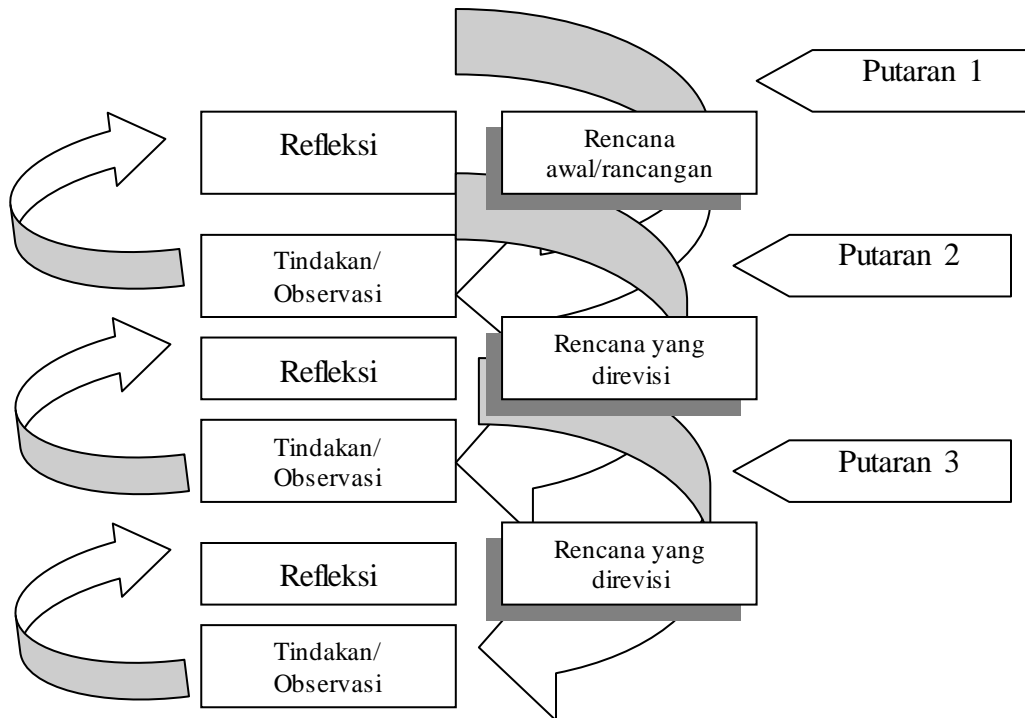 Putaran 1
Refleksi
Rencana
awal/rancangan
Putaran 2
Tindakan/
Observasi
Rencana yang
direvisi
Refleksi
Tindakan/
Observasi
Putaran 3
Rencana yang
direvisi
Refleksi
Tindakan/
Observasi